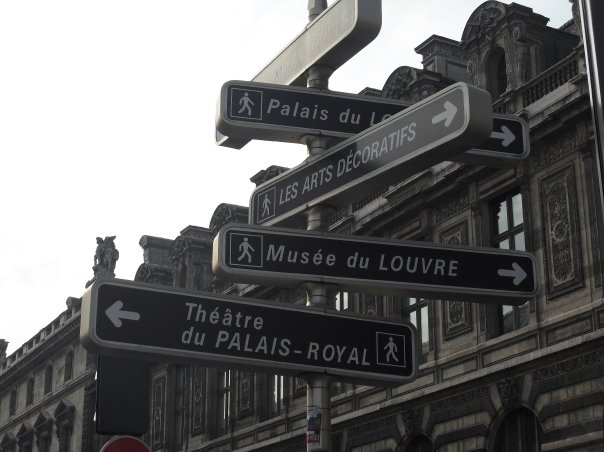 Palais du
LES ARTS DÉCORATIFS
Musée du LOUVRE
Théâtre
du PALAIS-ROYAL